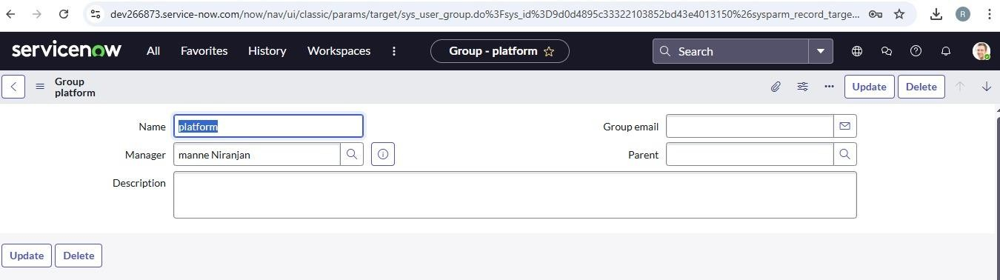 dev266873.service-now.com/now/nav/ui/classic/params/target/sys_user_group.do%3Fsys_id%3D9d0d4895c33322103852bd43e4013150%26sysparm_record_targe...
R
servicenow All Favorites History Workspaces Group - platform Search
Group
platform
Update Delete
Name platform Group email
Manager manne Niranjan Parent
Description
Update Delete